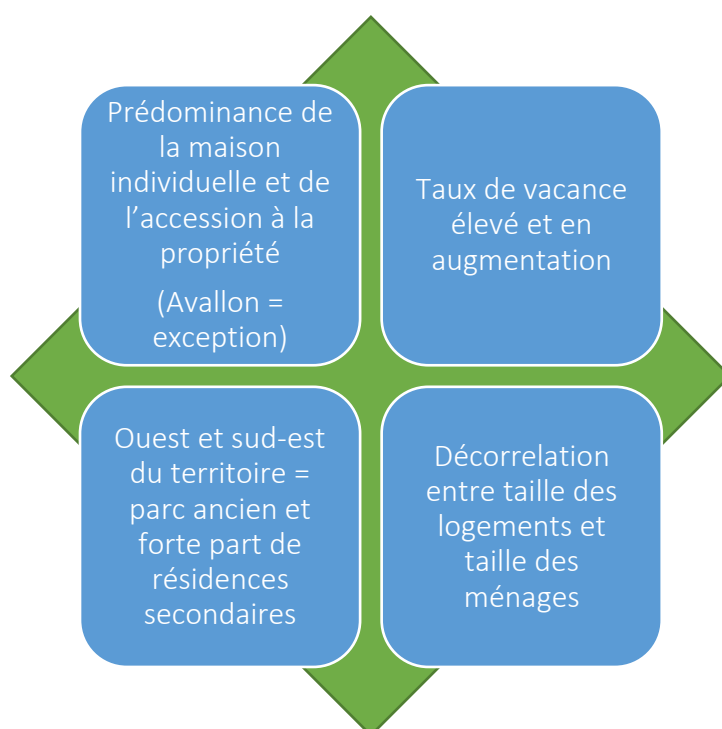 Prédominance de
la maison
individuelle et de
l'accession à la
propriété
(Avallon =
exception)
Taux de vacance
élevé et en
augmentation
Ouest et sud-est
du territoire =
parc ancien et
forte part de
résidences
secondaires
Décorrelation
entre taille des
logements et
taille des
ménages